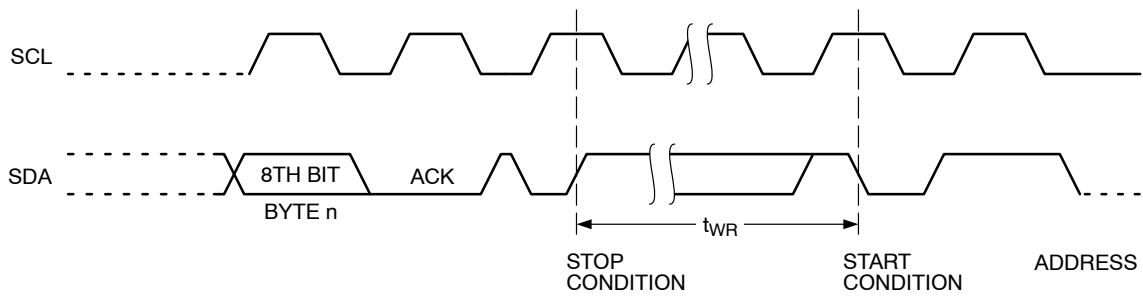 SCL
SDA
8TH BIT
ACK
BYTE n
tWR
STOP
CONDITION
START
CONDITION
ADDRESS